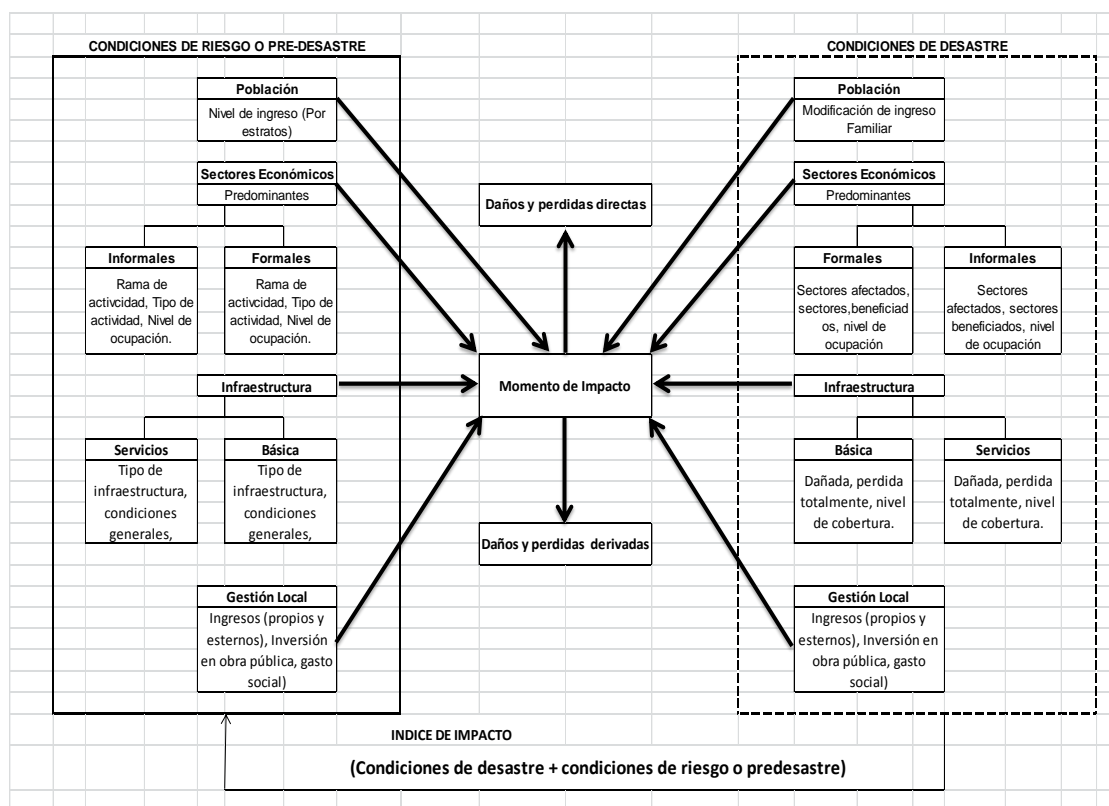 CONDICIONES DE RIESGO O PRE-DESASTRE
Población
Nivel de ingreso (Por
estratos)
Sectores Económicos
Predominantes
Informales
Rama de
activcidad, Tipo de
actividad, Nivel de
ocupación.
Formales
Rama de
activcidad, Tipo de
actividad, Nivel de
ocupación.
Infraestructura
Servicios
Tipo de
infraestructura,
condiciones
generales,
Básica
Tipo de
infraestructura,
condiciones
generales,
Gestión Local
Ingresos (propios y
esternos), Inversión
en obra pública, gasto
social)
Daños y perdidas directas
Momento de Impacto
Daños y perdidas derivadas
CONDICIONES DE DESASTRE
Población
Modificación de ingreso
Familiar
Sectores Económicos
Predominantes
Formales
Sectores afectados,
sectores,beneficiad
os, nivel de
ocupación
Informales
Sectores
afectados, sectores
beneficiados, nivel
de ocupación
Infraestructura
Básica
Dañada, perdida
totalmente, nivel
de cobertura.
Servicios
Dañada, perdida
totalmente, nivel
de cobertura.
Gestión Local
Ingresos (propios y
esternos), Inversión en
obra pública, gasto
social)
INDICE DE IMPACTO
(Condiciones de desastre + condiciones de riesgo o predesastre)